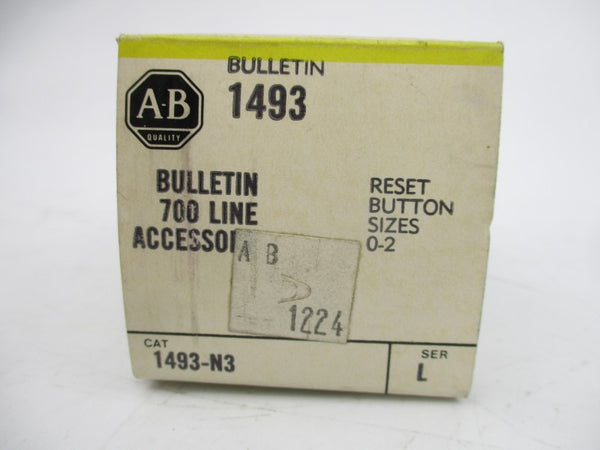 BULLETIN
1493
A-B
QUALITY
BULLETIN
700 LINE
RESET
BUTTON
SIZES
0-2
A B
1224
CAT
1493-N3
SER
L